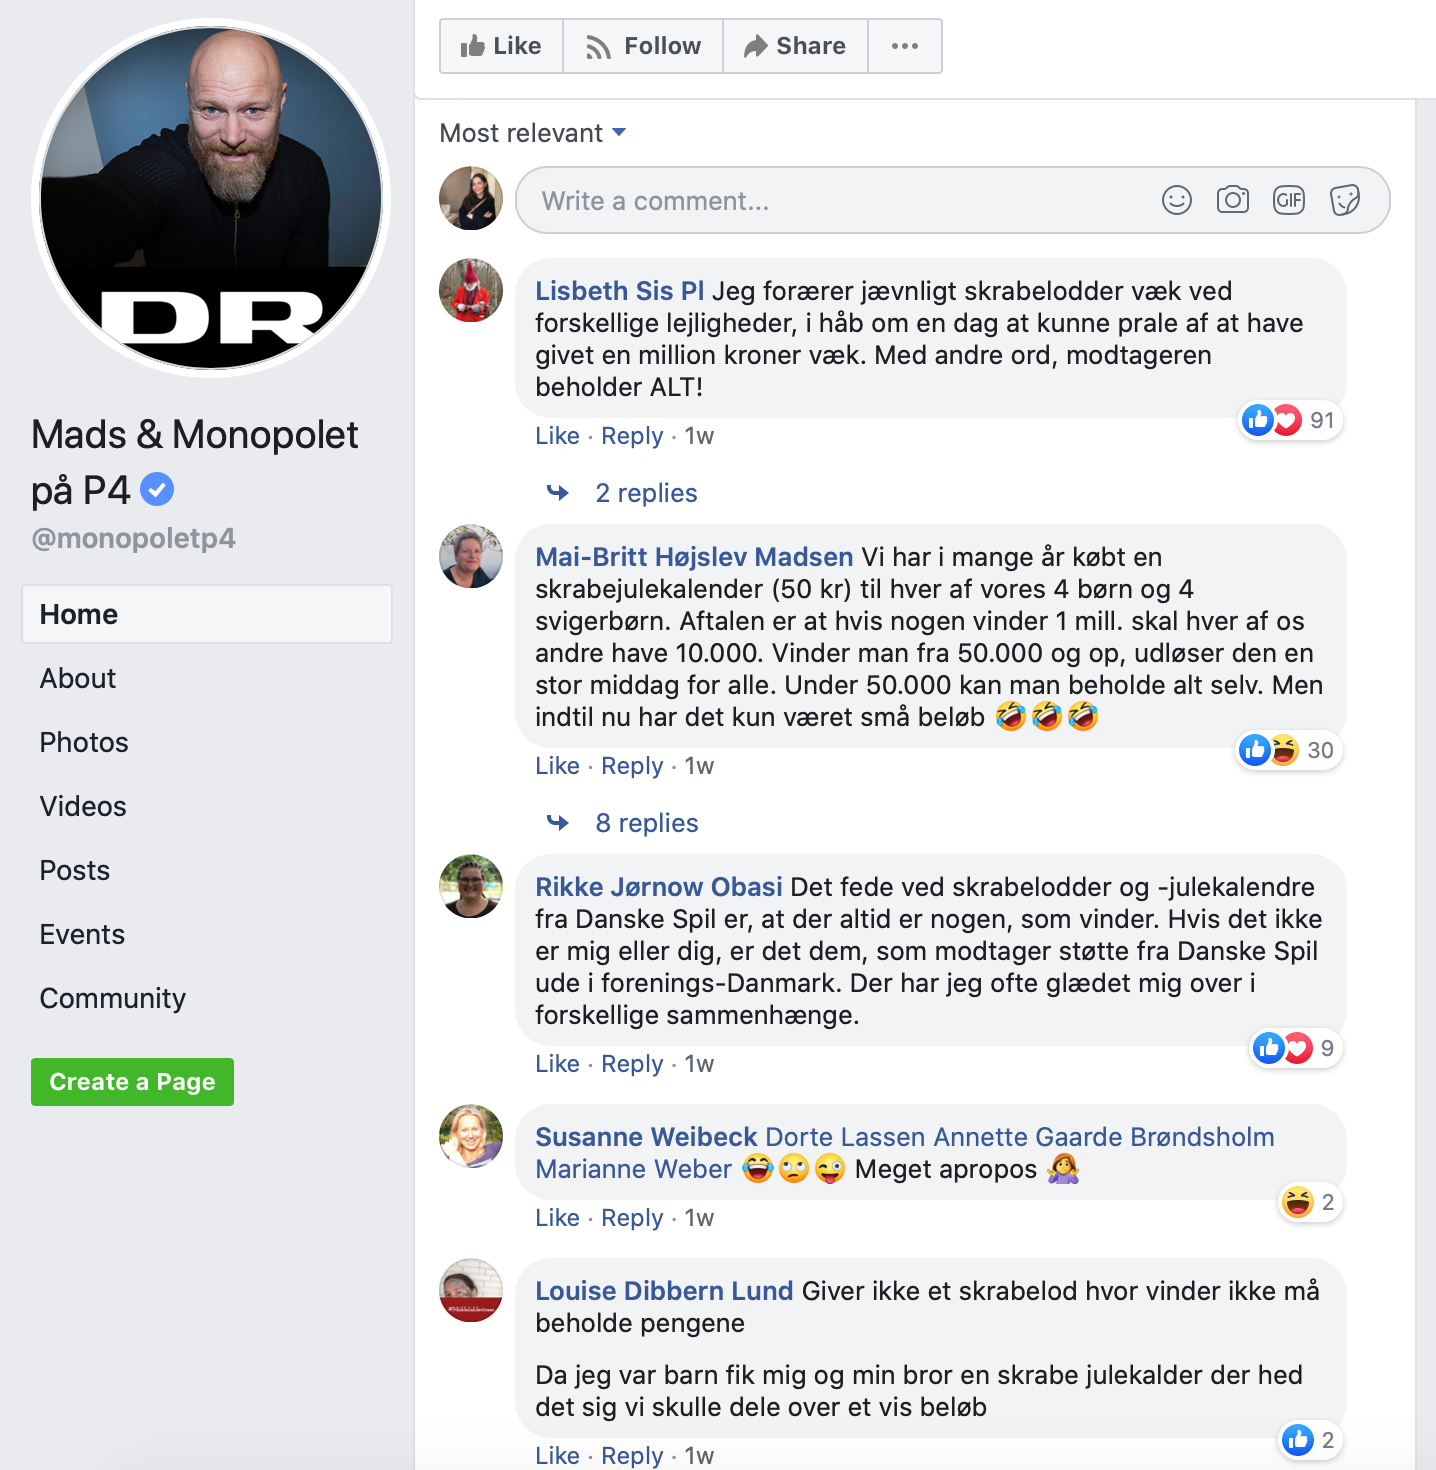 DR
Mads & Monopolet
på P4
@monopoletp4
Home
About
Photos
Videos
Posts
Events
Community
Create a Page
Like
Follow
Share
Most relevant
Write a comment...
GIF
Lisbeth Sis Pl Jeg forærer jævnligt skrabelodder væk ved
forskellige lejligheder, i håb om en dag at kunne prale af at have
givet en million kroner væk. Med andre ord, modtageren
beholder ALT!
91
Like · Reply · 1w
2 replies
Mai-Britt Højslev Madsen Vi har i mange år købt en
skrabejulekalender (50 kr) til hver af vores 4 børn og 4
svigerbørn. Aftalen er at hvis nogen vinder 1 mill. skal hver af os
andre have 10.000. Vinder man fra 50.000 og op, udløser den en
stor middag for alle. Under 50.000 kan man beholde alt selv. Men
indtil nu har det kun været små beløb 🤣🤣🤣
30
Like · Reply · 1w
8 replies
Rikke Jørnow Obasi Det fede ved skrabelodder og -julekalendre
fra Danske Spil er, at der altid er nogen, som vinder. Hvis det ikke
er mig eller dig, er det dem, som modtager støtte fra Danske Spil
ude i forenings-Danmark. Der har jeg ofte glædet mig over i
forskellige sammenhænge.
9
Like · Reply · 1w
Susanne Weibeck Dorte Lassen Annette Gaarde Brøndsholm
Marianne Weber 😂🙄😜 Meget apropos 🤷‍♀️
2
Like · Reply · 1w
Louise Dibbern Lund Giver ikke et skrabelod hvor vinder ikke må
beholde pengene
Da jeg var barn fik mig og min bror en skrabe julekalder der hed
det sig vi skulle dele over et vis beløb
2
Like · Reply · 1w